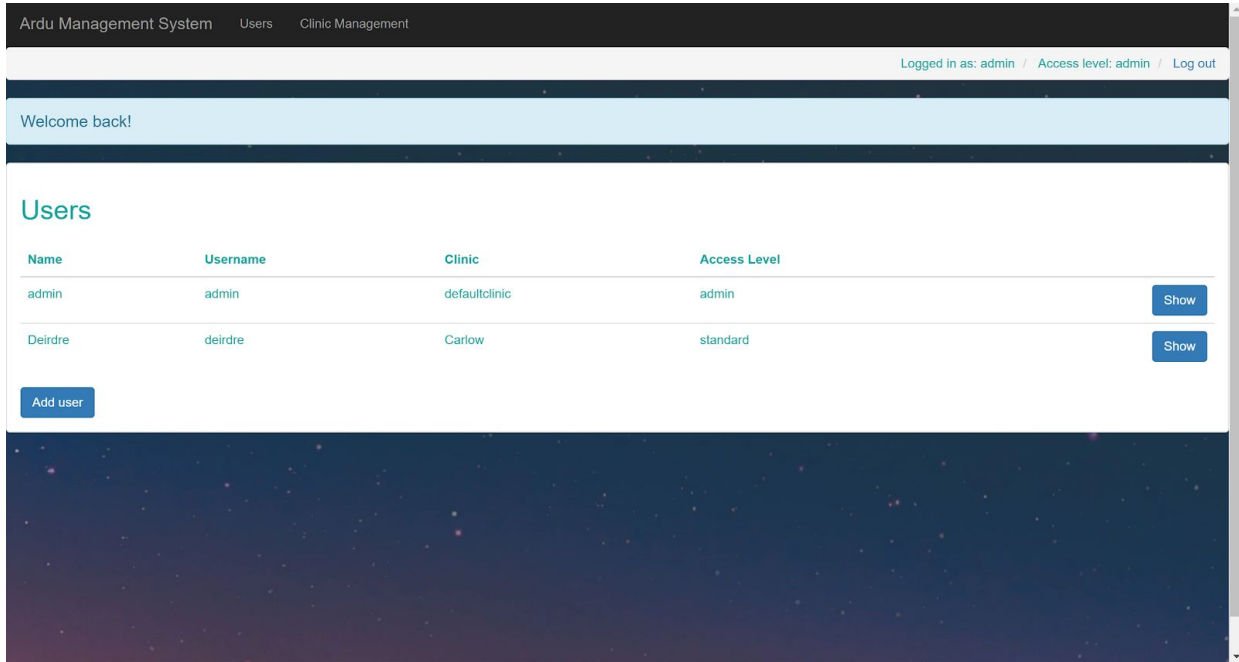 Ardu Management System Users Clinic Management
Logged in as: admin / Access level: admin / Log out
Welcome back!
Users
Name Username Clinic Access Level
admin admin defaultclinic admin Show
Deirdre deirdre Carlow standard Show
Add user